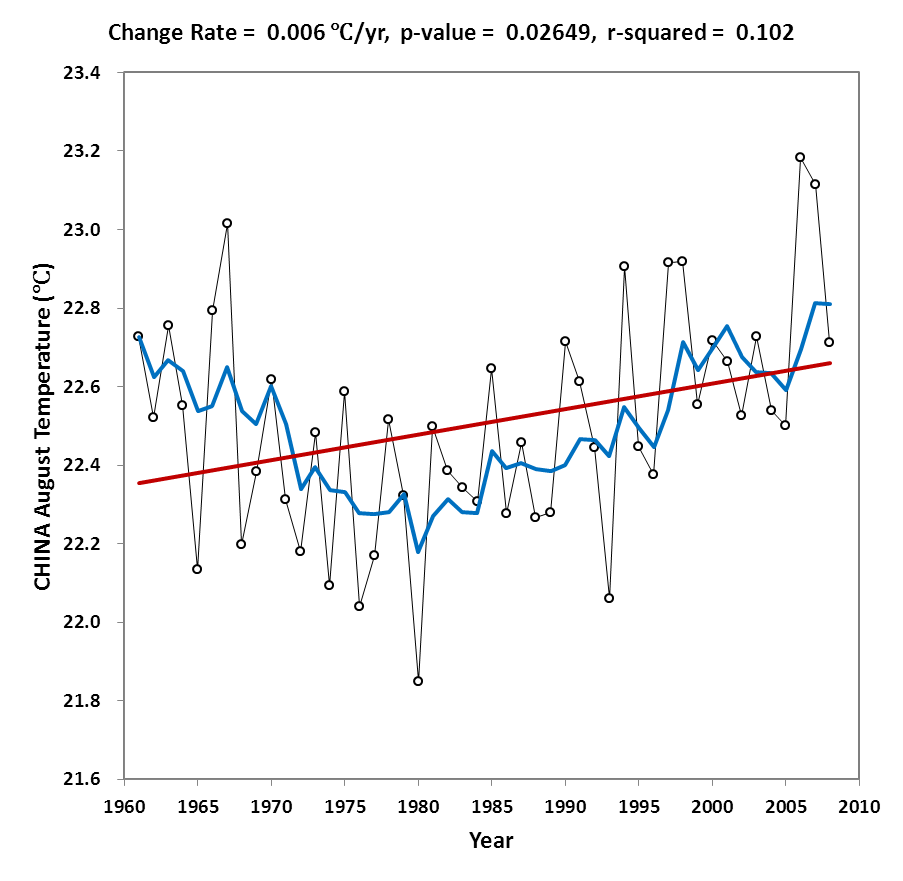 Change Rate = 0.006 ℃/yr, p-value = 0.02649, r-squared = 0.102
23.4
23.2
23.0
22.8
22.6
22.4
22.2
22.0
21.8
21.6
CHINA August Temperature (℃)
1960 1965 1970 1975 1980 1985 1990 1995 2000 2005 2010
Year